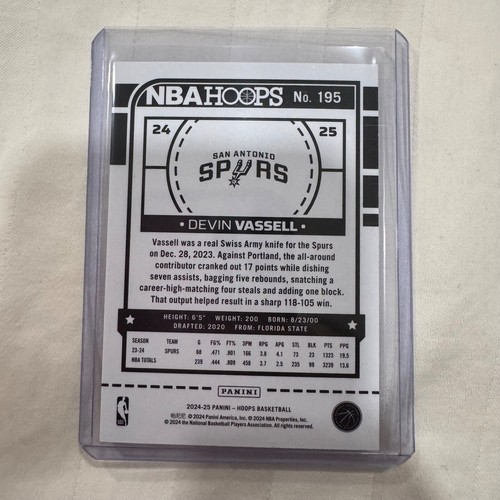 NBA HOOPS No. 195
24 25
SAN ANTONIO
SPURS
• DEVIN VASSELL •
Vassell was a real Swiss Army knife for the Spurs
on Dec. 28, 2023. Against Portland, the all-around
contributor cranked out 17 points while dishing
seven assists, bagging five rebounds, snatching a
career-high-matching four steals and adding one block.
That output helped result in a sharp 118-105 win.
HEIGHT: 6'5" WEIGHT: 200 BORN: 8/23/00
DRAFTED: 2020 FROM: FLORIDA STATE
SEASON TEAM G FG% FT% 3PM RPG APG STL BLK PTS PPG
23-24 SPURS 68 .471 .801 166 3.8 4.1 73 23 1323 19.5
NBA TOTALS 239 .444 .809 458 3.7 2.5 235 98 3239 13.6
PANINI
2024-25 PANINI – HOOPS BASKETBALL
帕尼尼 © 2024 Panini America, Inc. © 2024 NBA Properties, Inc.
© 2024 the National Basketball Players Association. All rights reserved.